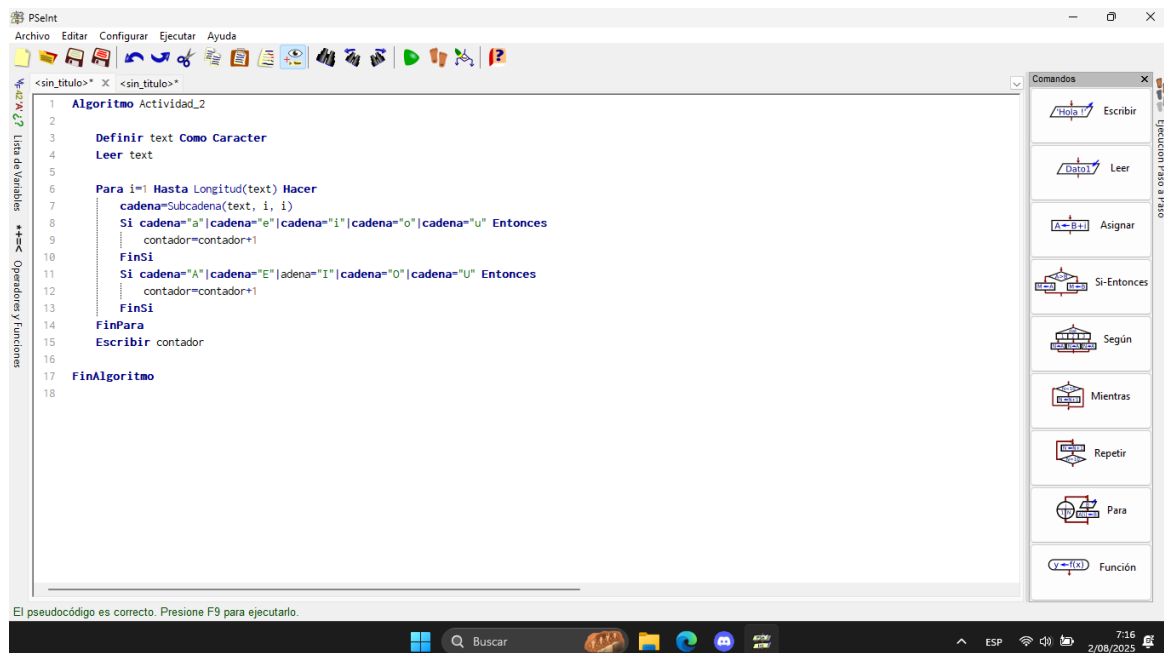 PSeInt
Archivo Editar Configurar Ejecutar Ayuda
<sin_titulo>* X <sin_titulo>*
Lista de Variables
Operadores y Funciones
1 Algoritmo Actividad_2
2
3 Definir text Como Caracter
4 Leer text
5
6 Para i=1 Hasta Longitud(text) Hacer
7 cadena=Subcadena(text, i, i)
8 Si cadena="a"|cadena="e"|cadena="i"|cadena="o"|cadena="u" Entonces
9 contador=contador+1
10 FinSi
11 Si cadena="A"|cadena="E"|adena="I"|cadena="O"|cadena="U" Entonces
12 contador=contador+1
13 FinSi
14 FinPara
15 Escribir contador
16
17 FinAlgoritmo
18
Comandos
'Hola !' Escribir
Dato1 Leer
A←B+i Asignar
Si-Entonces
Según
Mientras
Repetir
Para
y←f(x) Función
Ejecucion Paso a Paso
El pseudocódigo es correcto. Presione F9 para ejecutarlo.
Buscar
ESP
7:16
2/08/2025